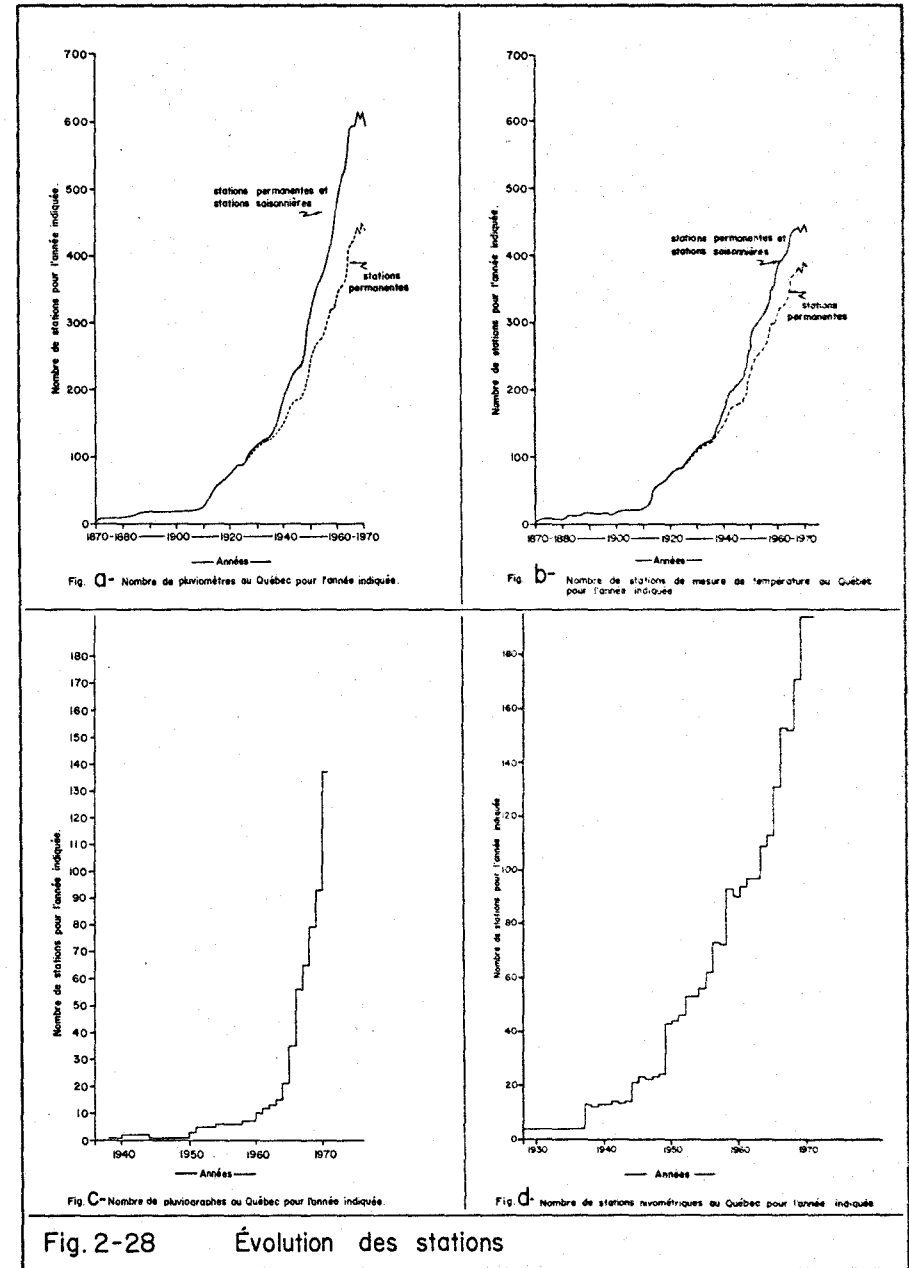 700
600
500
400
300
200
100
0
Nombre de stations pour l'année indiquée.
stations permanentes et
stations saisonnières
stations
permanentes
1870-1880 1900 1920 1940 1960-1970
Années
Fig. a- Nombre de pluviomètres au Québec pour l'année indiquée.
700
600
500
400
300
200
100
0
Nombre de stations pour l'année indiquée.
stations permanentes et
stations saisonnières
stations
permanentes
1870-1880 1900 1920 1940 1960-1970
Années
Fig. b- Nombre de stations de mesure de température au Québec
pour l'année indiquée
180
170
160
150
140
130
120
110
100
90
80
70
60
50
40
30
20
10
0
Nombre de stations pour l'année indiquée.
1940 1950 1960 1970
Années
Fig. c- Nombre de pluviographes au Québec pour l'année indiquée.
180
160
140
120
100
80
60
40
20
0
Nombre de stations pour l'année indiquée
1930 1940 1950 1960 1970
Années
Fig. d- Nombre de stations nivométriques au Québec pour l'année indiquée
Fig. 2-28 Évolution des stations